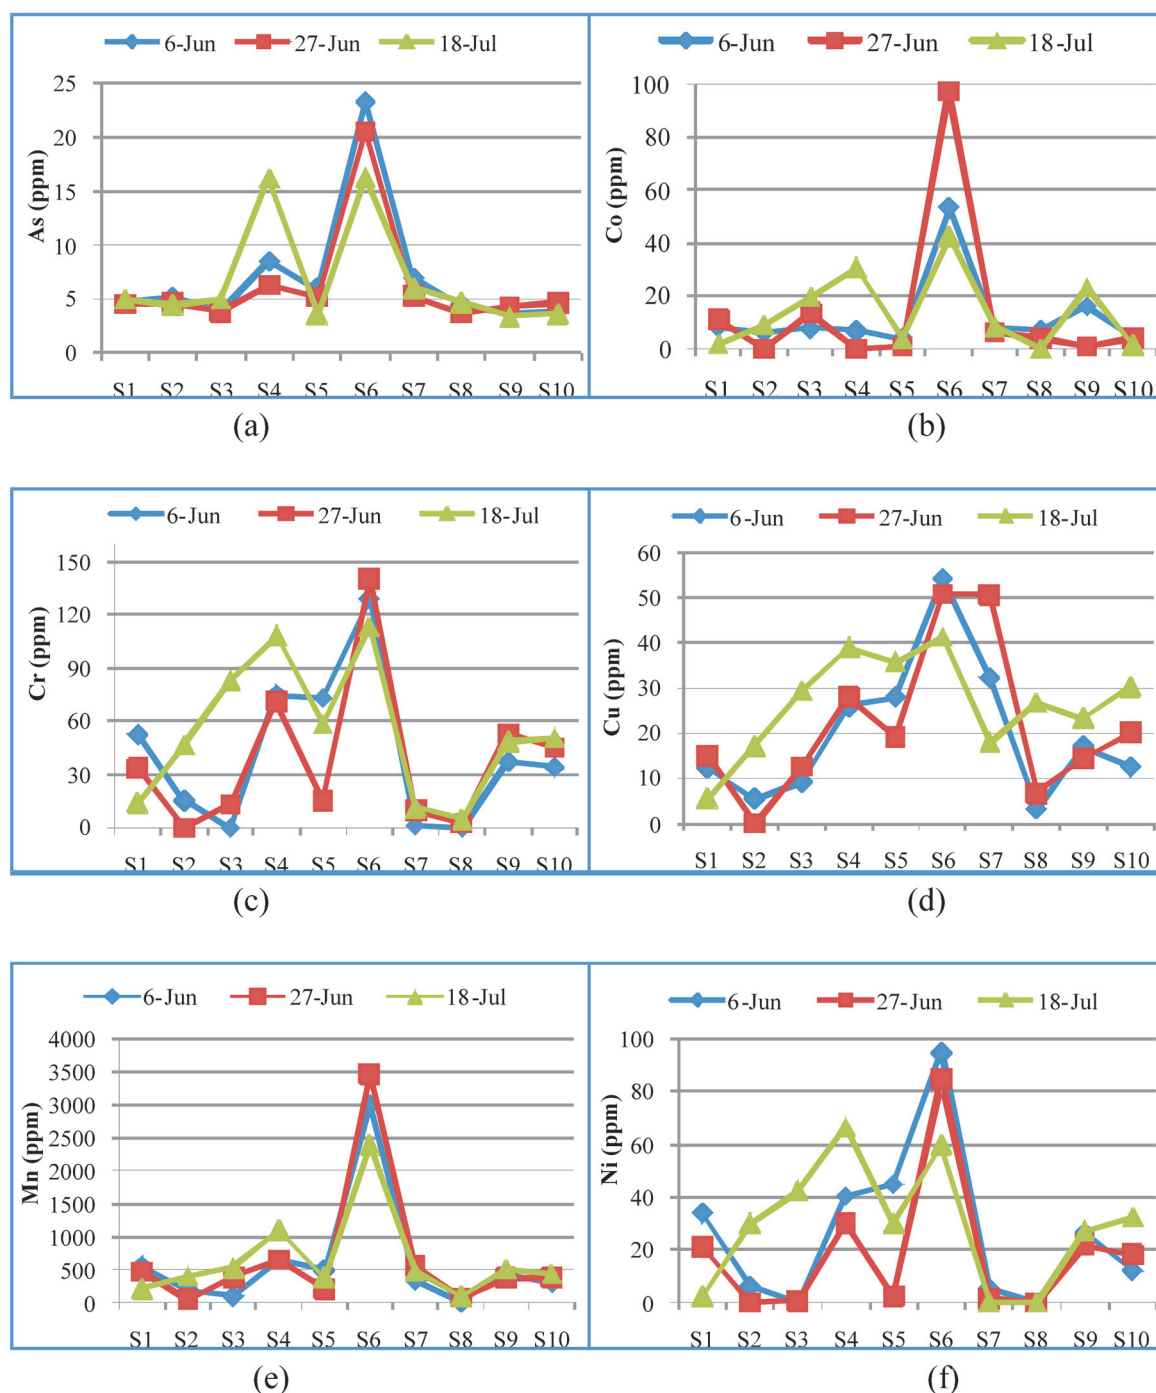 6-Jun 27-Jun 18-Jul
As (ppm)
25
20
15
10
5
0
S1 S2 S3 S4 S5 S6 S7 S8 S9 S10
(a)
6-Jun 27-Jun 18-Jul
Co (ppm)
100
80
60
40
20
0
S1 S2 S3 S4 S5 S6 S7 S8 S9 S10
(b)
6-Jun 27-Jun 18-Jul
Cr (ppm)
150
120
90
60
30
0
S1 S2 S3 S4 S5 S6 S7 S8 S9 S10
(c)
6-Jun 27-Jun 18-Jul
Cu (ppm)
60
50
40
30
20
10
0
S1 S2 S3 S4 S5 S6 S7 S8 S9 S10
(d)
6-Jun 27-Jun 18-Jul
Mn (ppm)
4000
3500
3000
2500
2000
1500
1000
500
0
S1 S2 S3 S4 S5 S6 S7 S8 S9 S10
(e)
6-Jun 27-Jun 18-Jul
Ni (ppm)
100
80
60
40
20
0
S1 S2 S3 S4 S5 S6 S7 S8 S9 S10
(f)